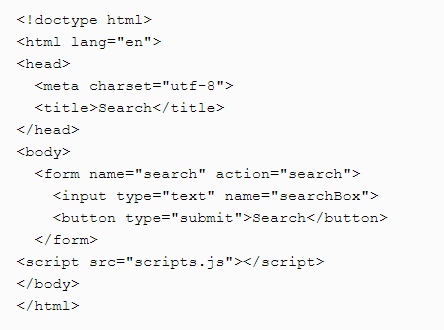 <!doctype html>
<html lang="en">
<head>
  <meta charset="utf-8">
  <title>Search</title>
</head>
<body>
  <form name="search" action="search">
    <input type="text" name="searchBox">
    <button type="submit">Search</button>
  </form>
<script src="scripts.js"></script>
</body>
</html>